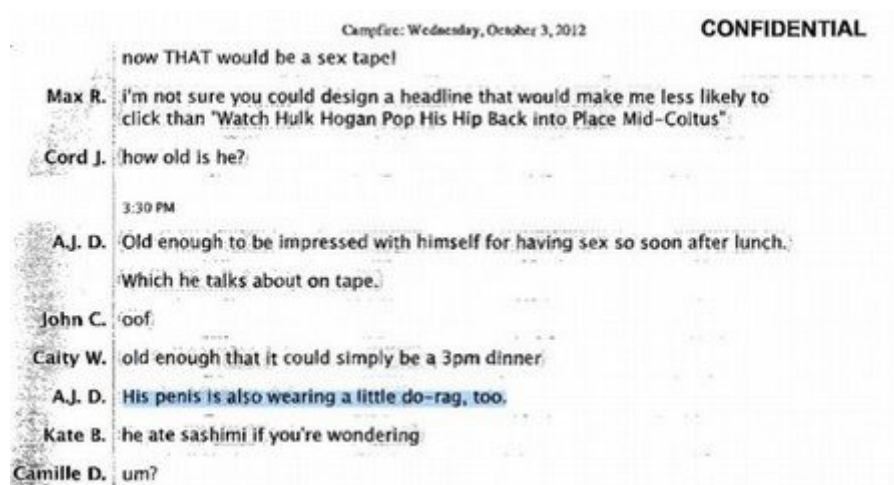 Campfire: Wednesday, October 3, 2012
CONFIDENTIAL
now THAT would be a sex tape!
Max R. i'm not sure you could design a headline that would make me less likely to
click than "Watch Hulk Hogan Pop His Hip Back into Place Mid-Coitus"
Cord J. how old is he?
3:30 PM
A.J. D. Old enough to be impressed with himself for having sex so soon after lunch.
Which he talks about on tape.
John C. oof
Caity W. old enough that it could simply be a 3pm dinner
A.J. D. His penis is also wearing a little do-rag, too.
Kate B. he ate sashimi if you're wondering
Camille D. um?